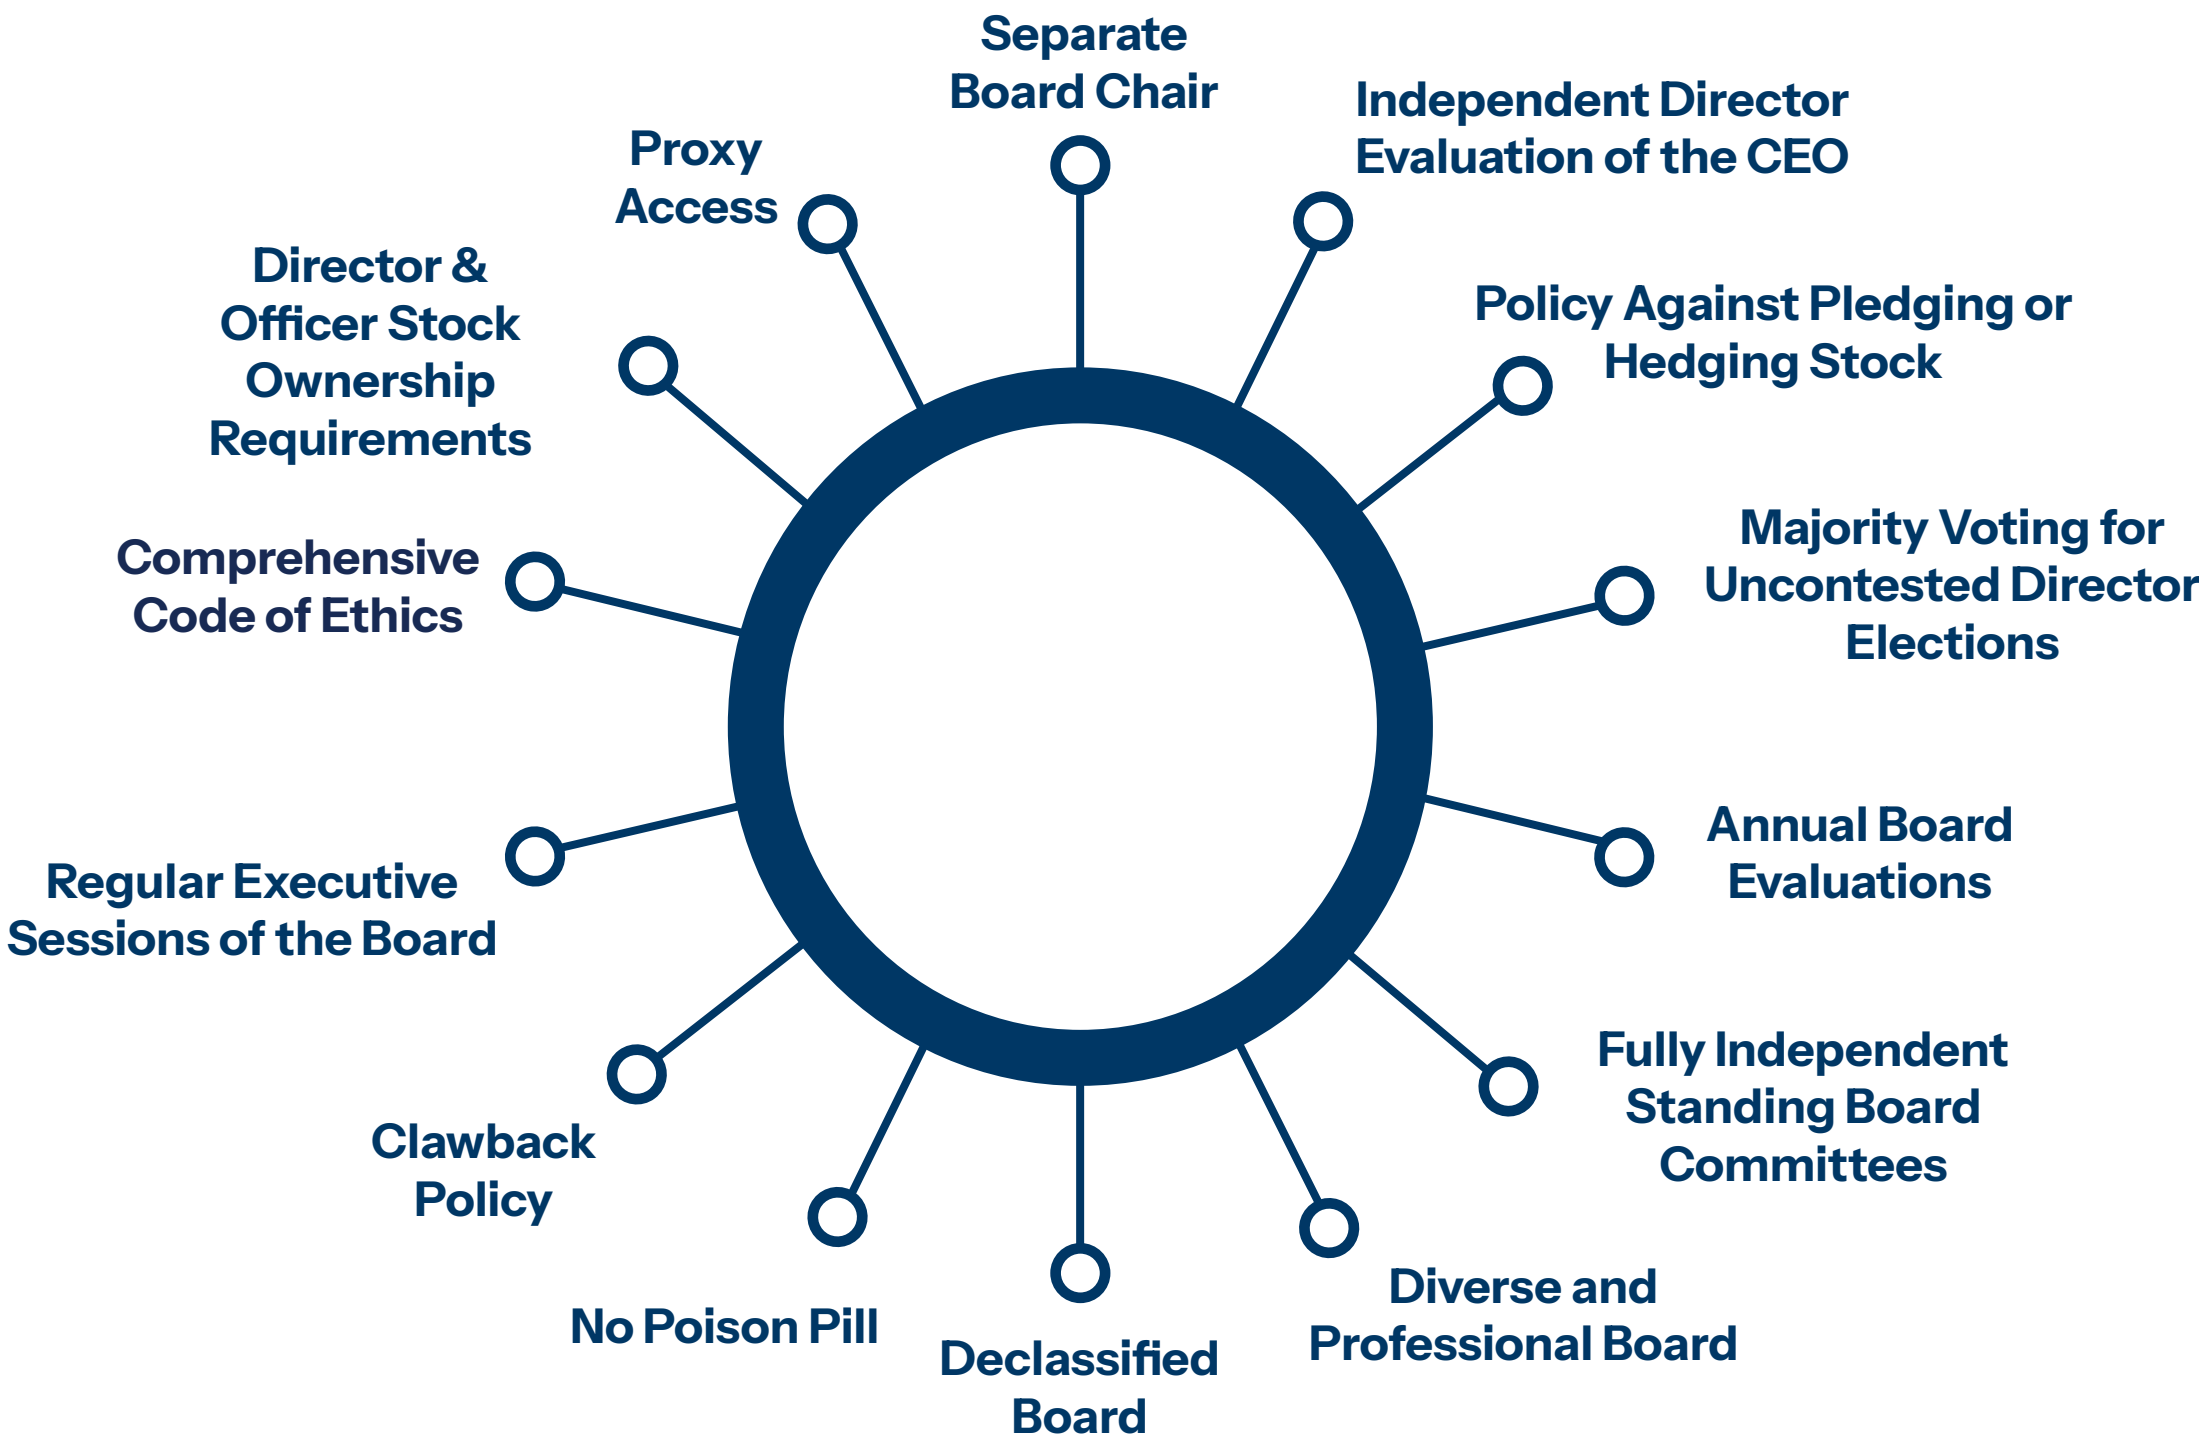 Separate
Board Chair
Independent Director
Evaluation of the CEO
Policy Against Pledging or
Hedging Stock
Majority Voting for
Uncontested Director
Elections
Annual Board
Evaluations
Fully Independent
Standing Board
Committees
Diverse and
Professional Board
Declassified
Board
No Poison Pill
Clawback
Policy
Regular Executive
Sessions of the Board
Comprehensive
Code of Ethics
Director &
Officer Stock
Ownership
Requirements
Proxy
Access